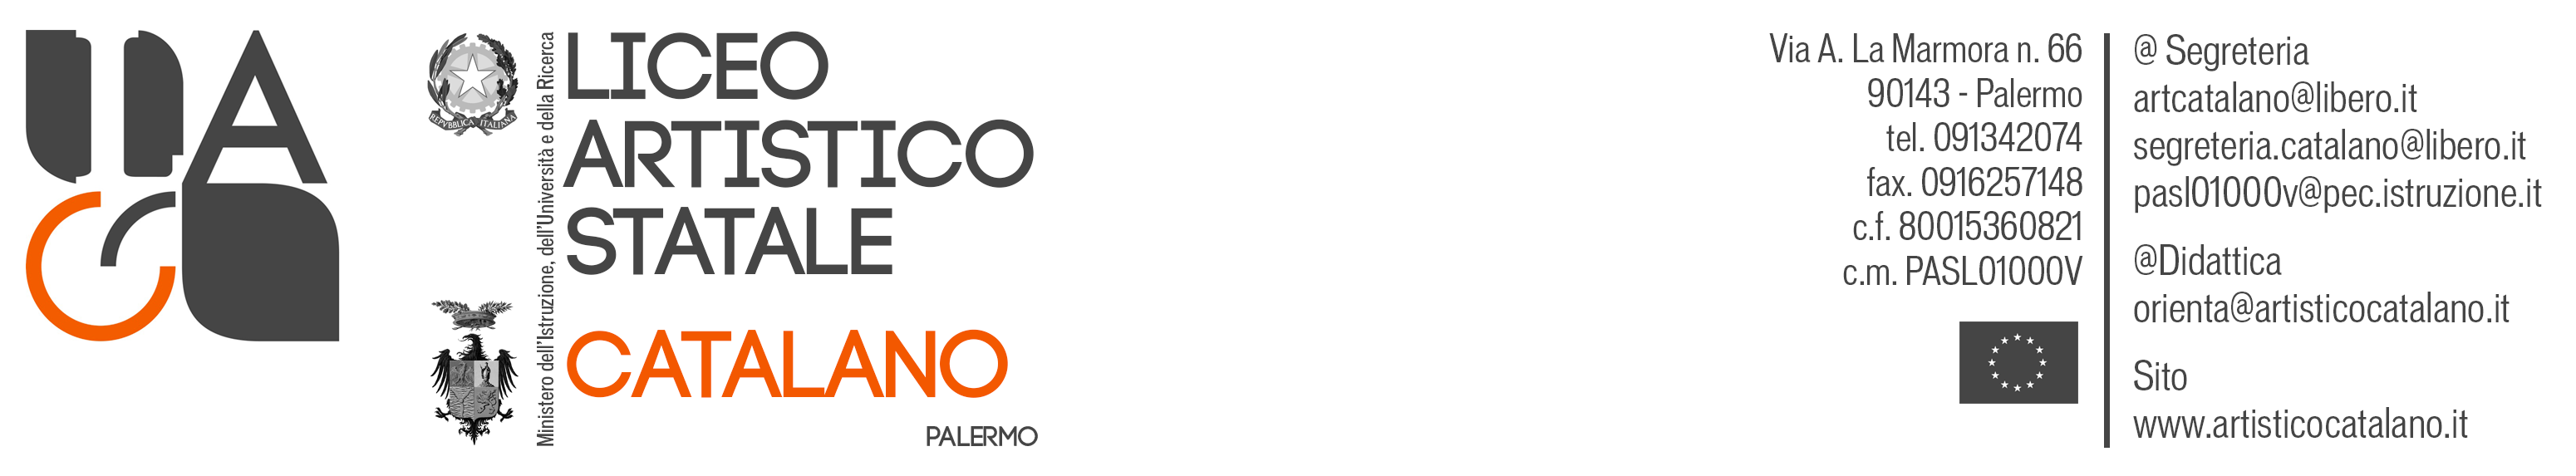 REPVBBLICA ITALIANA
Ministero dell'Istruzione, dell'Università e della Ricerca
LICEO
ARTISTICO
STATALE
CATALANO
PALERMO
Via A. La Marmora n. 66
90143 - Palermo
tel. 091342074
fax. 0916257148
c.f. 80015360821
c.m. PASL01000V
@ Segreteria
artcatalano@libero.it
segreteria.catalano@libero.it
pasl01000v@pec.istruzione.it
@Didattica
orienta@artisticocatalano.it
Sito
www.artisticocatalano.it